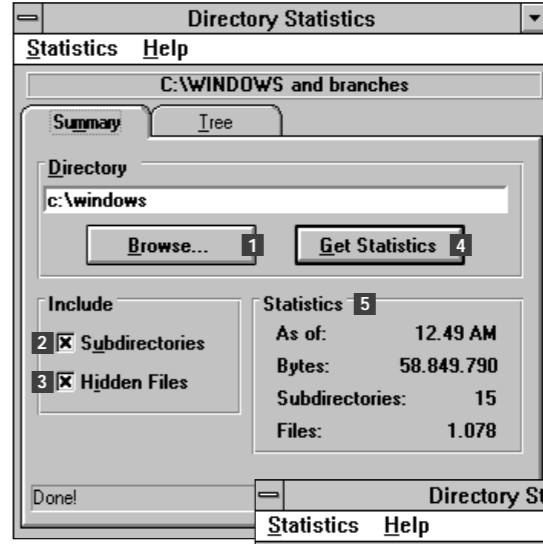 Directory Statistics
Statistics Help
C:\WINDOWS and branches
Summary Tree
Directory
c:\windows
Browse... 1 Get Statistics 4
Include
2 Subdirectories
3 Hidden Files
Statistics 5
As of: 12.49 AM
Bytes: 58.849.790
Subdirectories: 15
Files: 1.078
Done!
Directory St
Statistics Help